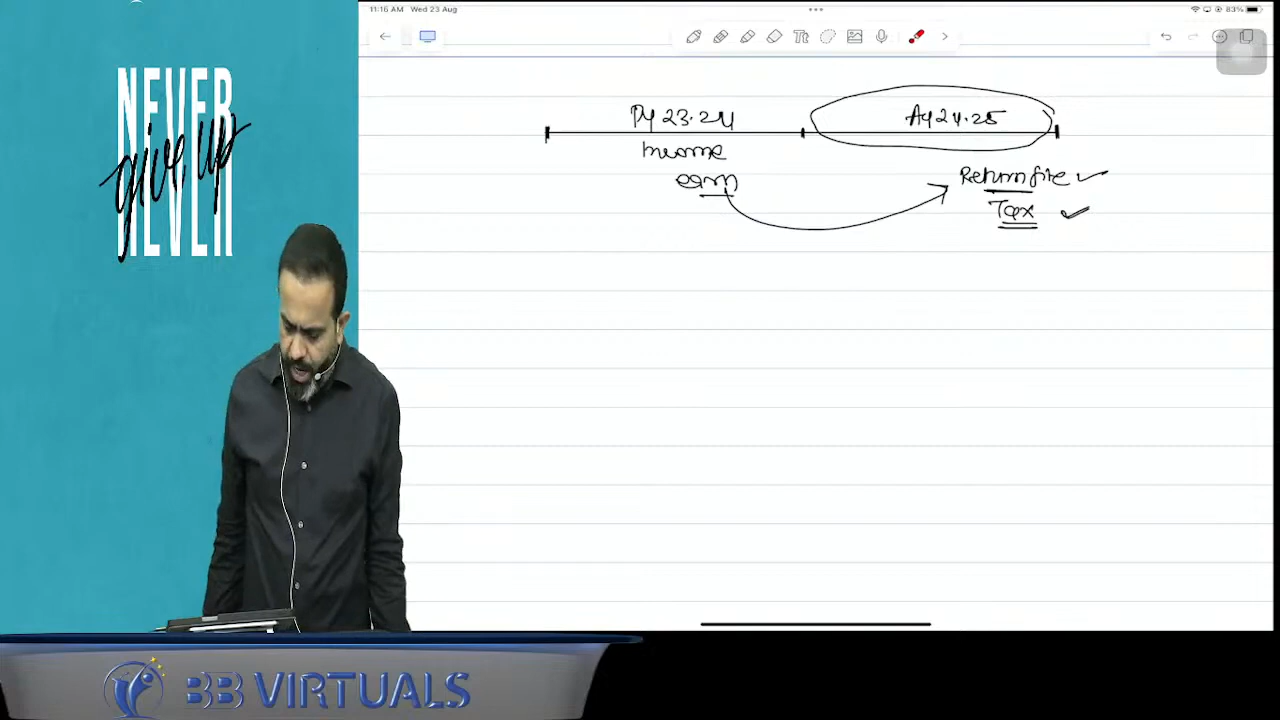 11:16 AM Wed 23 Aug
83%
NEVER
give up
NEVER
PY 23.24
AY 24.25
Income
earn
Return file
Tax
BB VIRTUALS